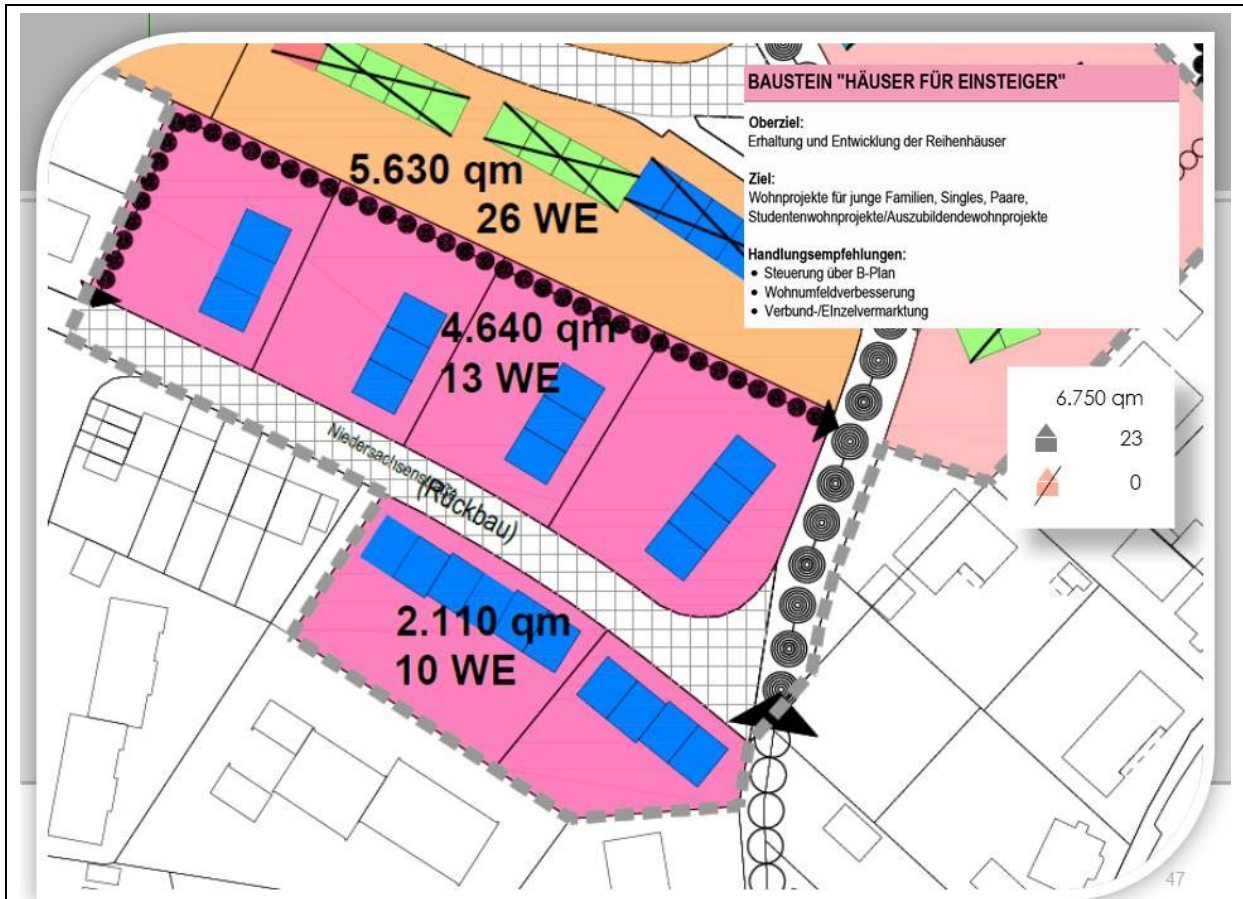 BAUSTEIN "HÄUSER FÜR EINSTEIGER"
Oberziel:
Erhaltung und Entwicklung der Reihenhäuser
Ziel:
Wohnprojekte für junge Familien, Singles, Paare,
Studentenwohnprojekte/Auszubildendewohnprojekte
Handlungsempfehlungen:
• Steuerung über B-Plan
• Wohnumfeldverbesserung
• Verbund-/EInzelvermarktung
5.630 qm
26 WE
4.640 qm
13 WE
6.750 qm
23
0
(Rückbau)
2.110 qm
10 WE
47